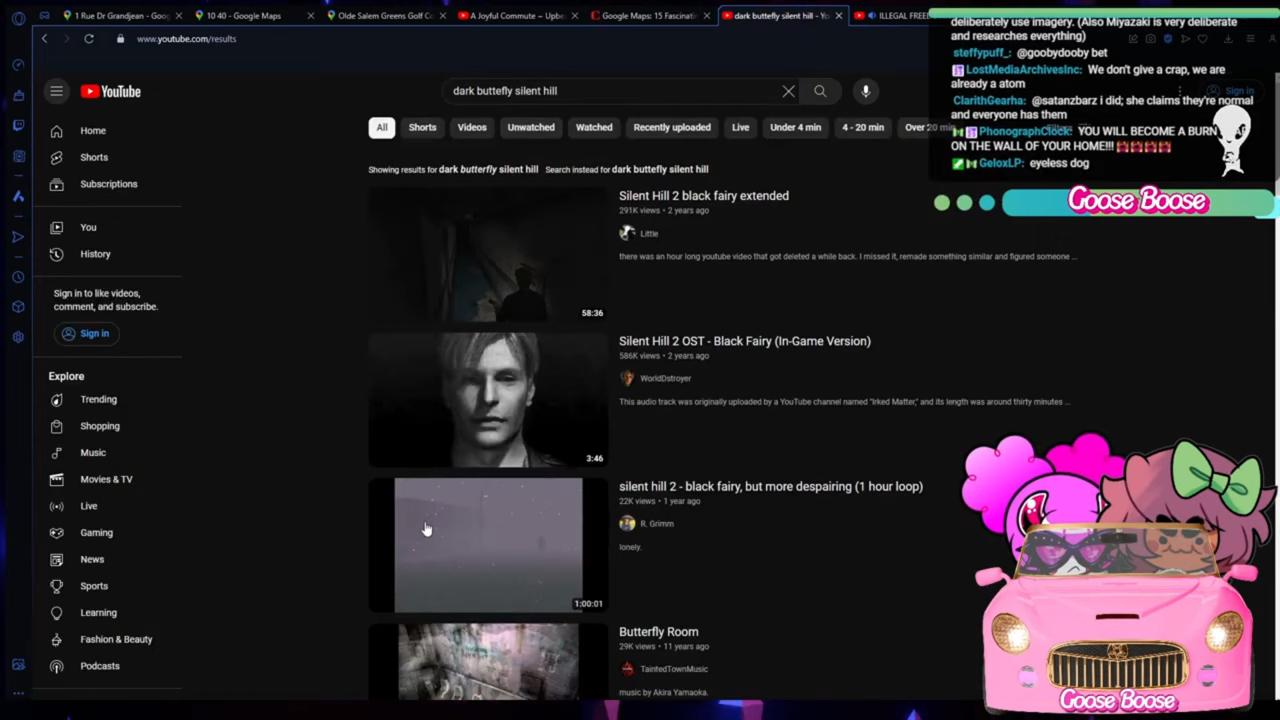 1 Rue Dr Grandjean - Goog
10 40 - Google Maps
Olde Salem Greens Golf C
A Joyful Commute ~ Upbe
Google Maps: 15 Fascinati
dark buttefly silent hill - Yo
ILLEGAL FREE
www.youtube.com/results
YouTube
dark buttefly silent hill
Sign in
All
Shorts
Videos
Unwatched
Watched
Recently uploaded
Live
Under 4 min
4 - 20 min
Over 20 min
Home
Shorts
Subscriptions
You
History
Sign in to like videos,
comment, and subscribe.
Sign in
Explore
Trending
Shopping
Music
Movies & TV
Live
Gaming
News
Sports
Learning
Fashion & Beauty
Podcasts
Showing results for dark butterfly silent hill Search instead for dark buttefly silent hill
58:36
Silent Hill 2 black fairy extended
291K views • 2 years ago
Little
there was an hour long youtube video that got deleted a while back. I missed it, remade something similar and figured someone ...
3:46
Silent Hill 2 OST - Black Fairy (In-Game Version)
586K views • 2 years ago
WorldDstroyer
This audio track was originally uploaded by a YouTube channel named "Irked Matter," and its length was around thirty minutes ...
1:00:01
silent hill 2 - black fairy, but more despairing (1 hour loop)
22K views • 1 year ago
R. Grimm
lonely.
Butterfly Room
29K views • 11 years ago
TaintedTownMusic
music by Akira Yamaoka.
deliberately use imagery. (Also Miyazaki is very deliberate
and researches everything)
steffypuff_: @goobydooby bet
LostMediaArchivesInc: We don't give a crap, we are
already a atom
ClarithGearha: @satanzbarz i did; she claims they're normal
and everyone has them
PhonographClock: YOU WILL BECOME A BURN
ON THE WALL OF YOUR HOME!!!
GeloxLP: eyeless dog
Goose Boose
Goose Boose